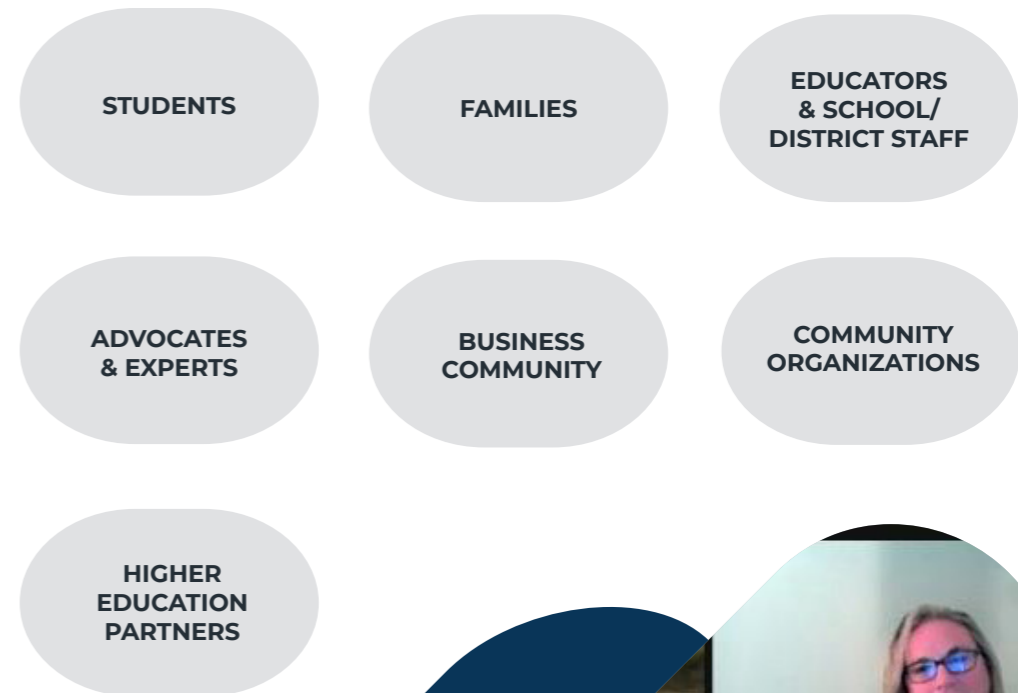 STUDENTS
FAMILIES
EDUCATORS
& SCHOOL/
DISTRICT STAFF
ADVOCATES
& EXPERTS
BUSINESS
COMMUNITY
COMMUNITY
ORGANIZATIONS
HIGHER
EDUCATION
PARTNERS